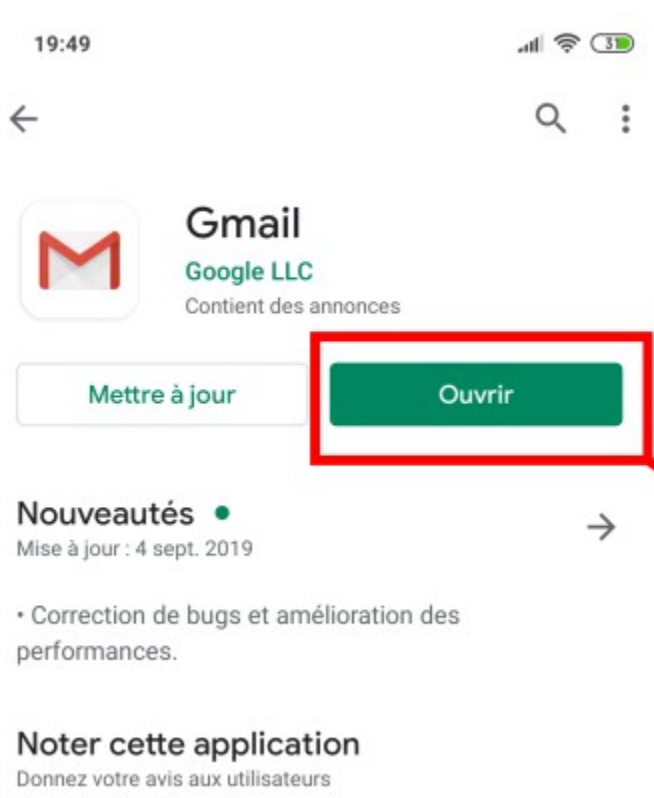 19:49
31
Gmail
Google LLC
Contient des annonces
Mettre à jour
Ouvrir
Nouveautés
Mise à jour : 4 sept. 2019
• Correction de bugs et amélioration des
performances.
Noter cette application
Donnez votre avis aux utilisateurs